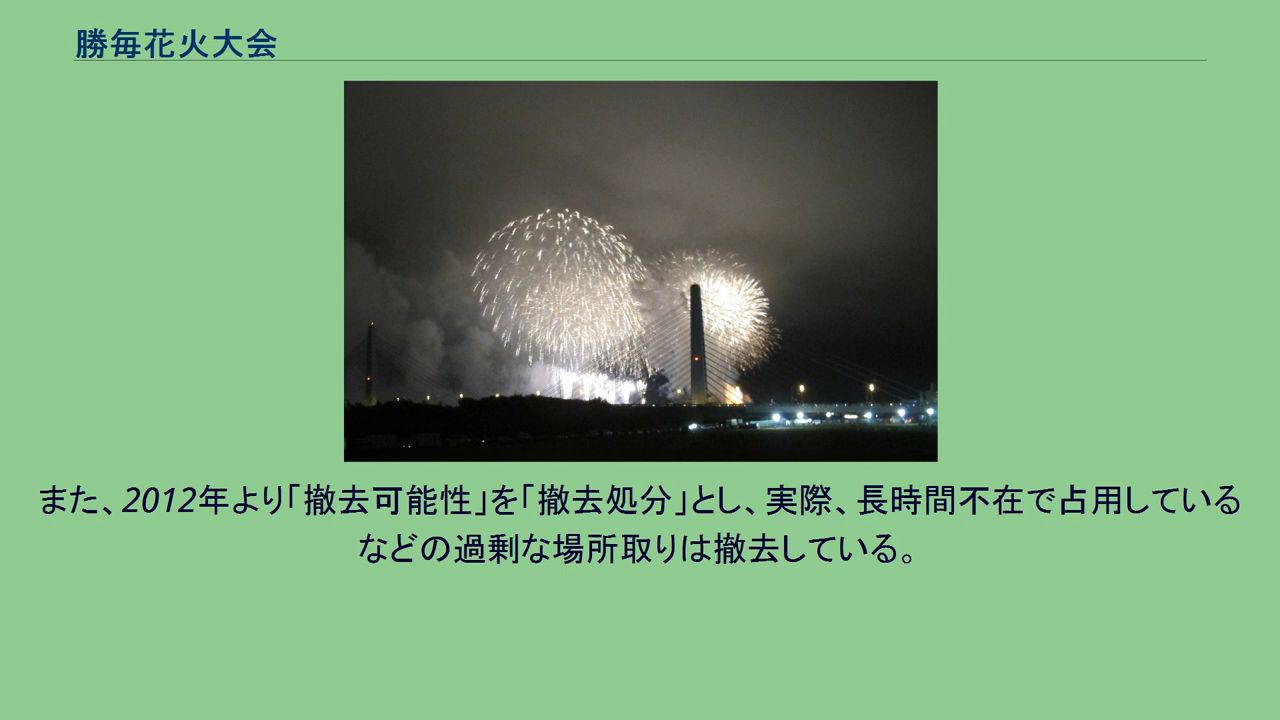 勝毎花火大会
また、2012年より「撤去可能性」を「撤去処分」とし、実際、長時間不在で占用している
などの過剰な場所取りは撤去している。